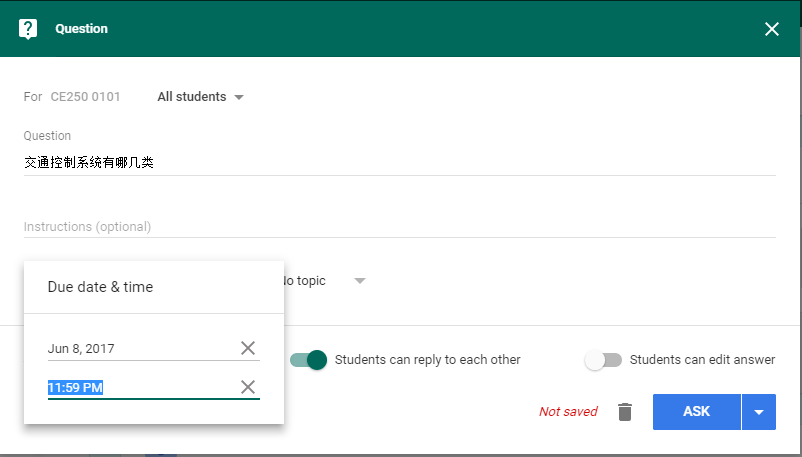 Question
For CE250 0101 All students
Question
交通控制系统有哪几类
Instructions (optional)
No topic
Due date & time
Jun 8, 2017
11:59 PM
Students can reply to each other
Students can edit answer
Not saved
ASK